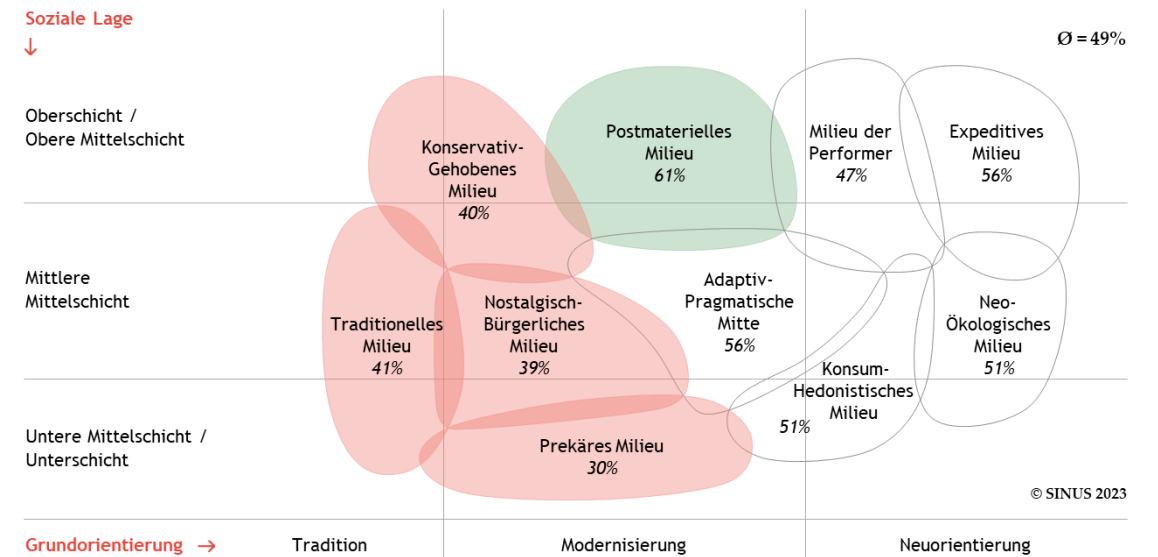 Soziale Lage
↓
Ø = 49%
Oberschicht /
Obere Mittelschicht
Konservativ-
Gehobenes
Milieu
40%
Postmaterielles
Milieu
61%
Milieu der
Performer
47%
Expeditives
Milieu
56%
Mittlere
Mittelschicht
Traditionelles
Milieu
41%
Nostalgisch-
Bürgerliches
Milieu
39%
Adaptiv-
Pragmatische
Mitte
56%
Neo-
Ökologisches
Milieu
51%
Konsum-
Hedonistisches
Milieu
51%
Untere Mittelschicht /
Unterschicht
Prekäres Milieu
30%
© SINUS 2023
Grundorientierung →
Tradition
Modernisierung
Neuorientierung